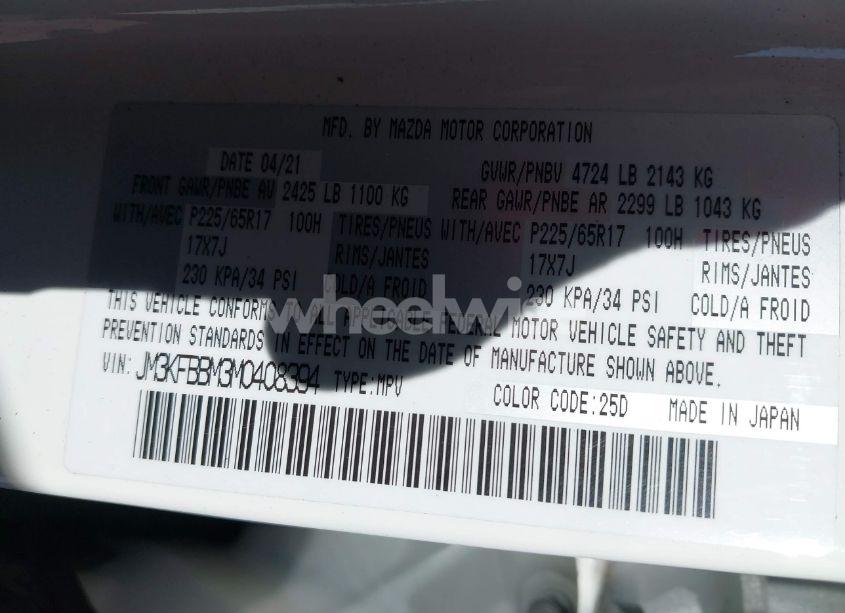 MFD. BY MAZDA MOTOR CORPORATION
DATE 04/21 GVWR/PNBV 4724 LB 2143 KG
FRONT GAWR/PNBE AV 2425 LB 1100 KG REAR GAWR/PNBE AR 2299 LB 1043 KG
WITH/AVEC P225/65R17 100H TIRES/PNEUS WITH/AVEC P225/65R17 100H TIRES/PNEUS
17X7J RIMS/JANTES 17X7J RIMS/JANTES
230 KPA/34 PSI COLD/A FROID 230 KPA/34 PSI COLD/A FROID
wheelwi
THIS VEHICLE CONFORMS ALL APPLICABLE FEDERAL MOTOR VEHICLE SAFETY AND THEFT
PREVENTION STANDARDS IN EFFECT ON THE DATE OF MANUFACTURE SHOWN ABOVE.
VIN: JM3KFBBM3M0408394 TYPE:MPV COLOR CODE:25D MADE IN JAPAN